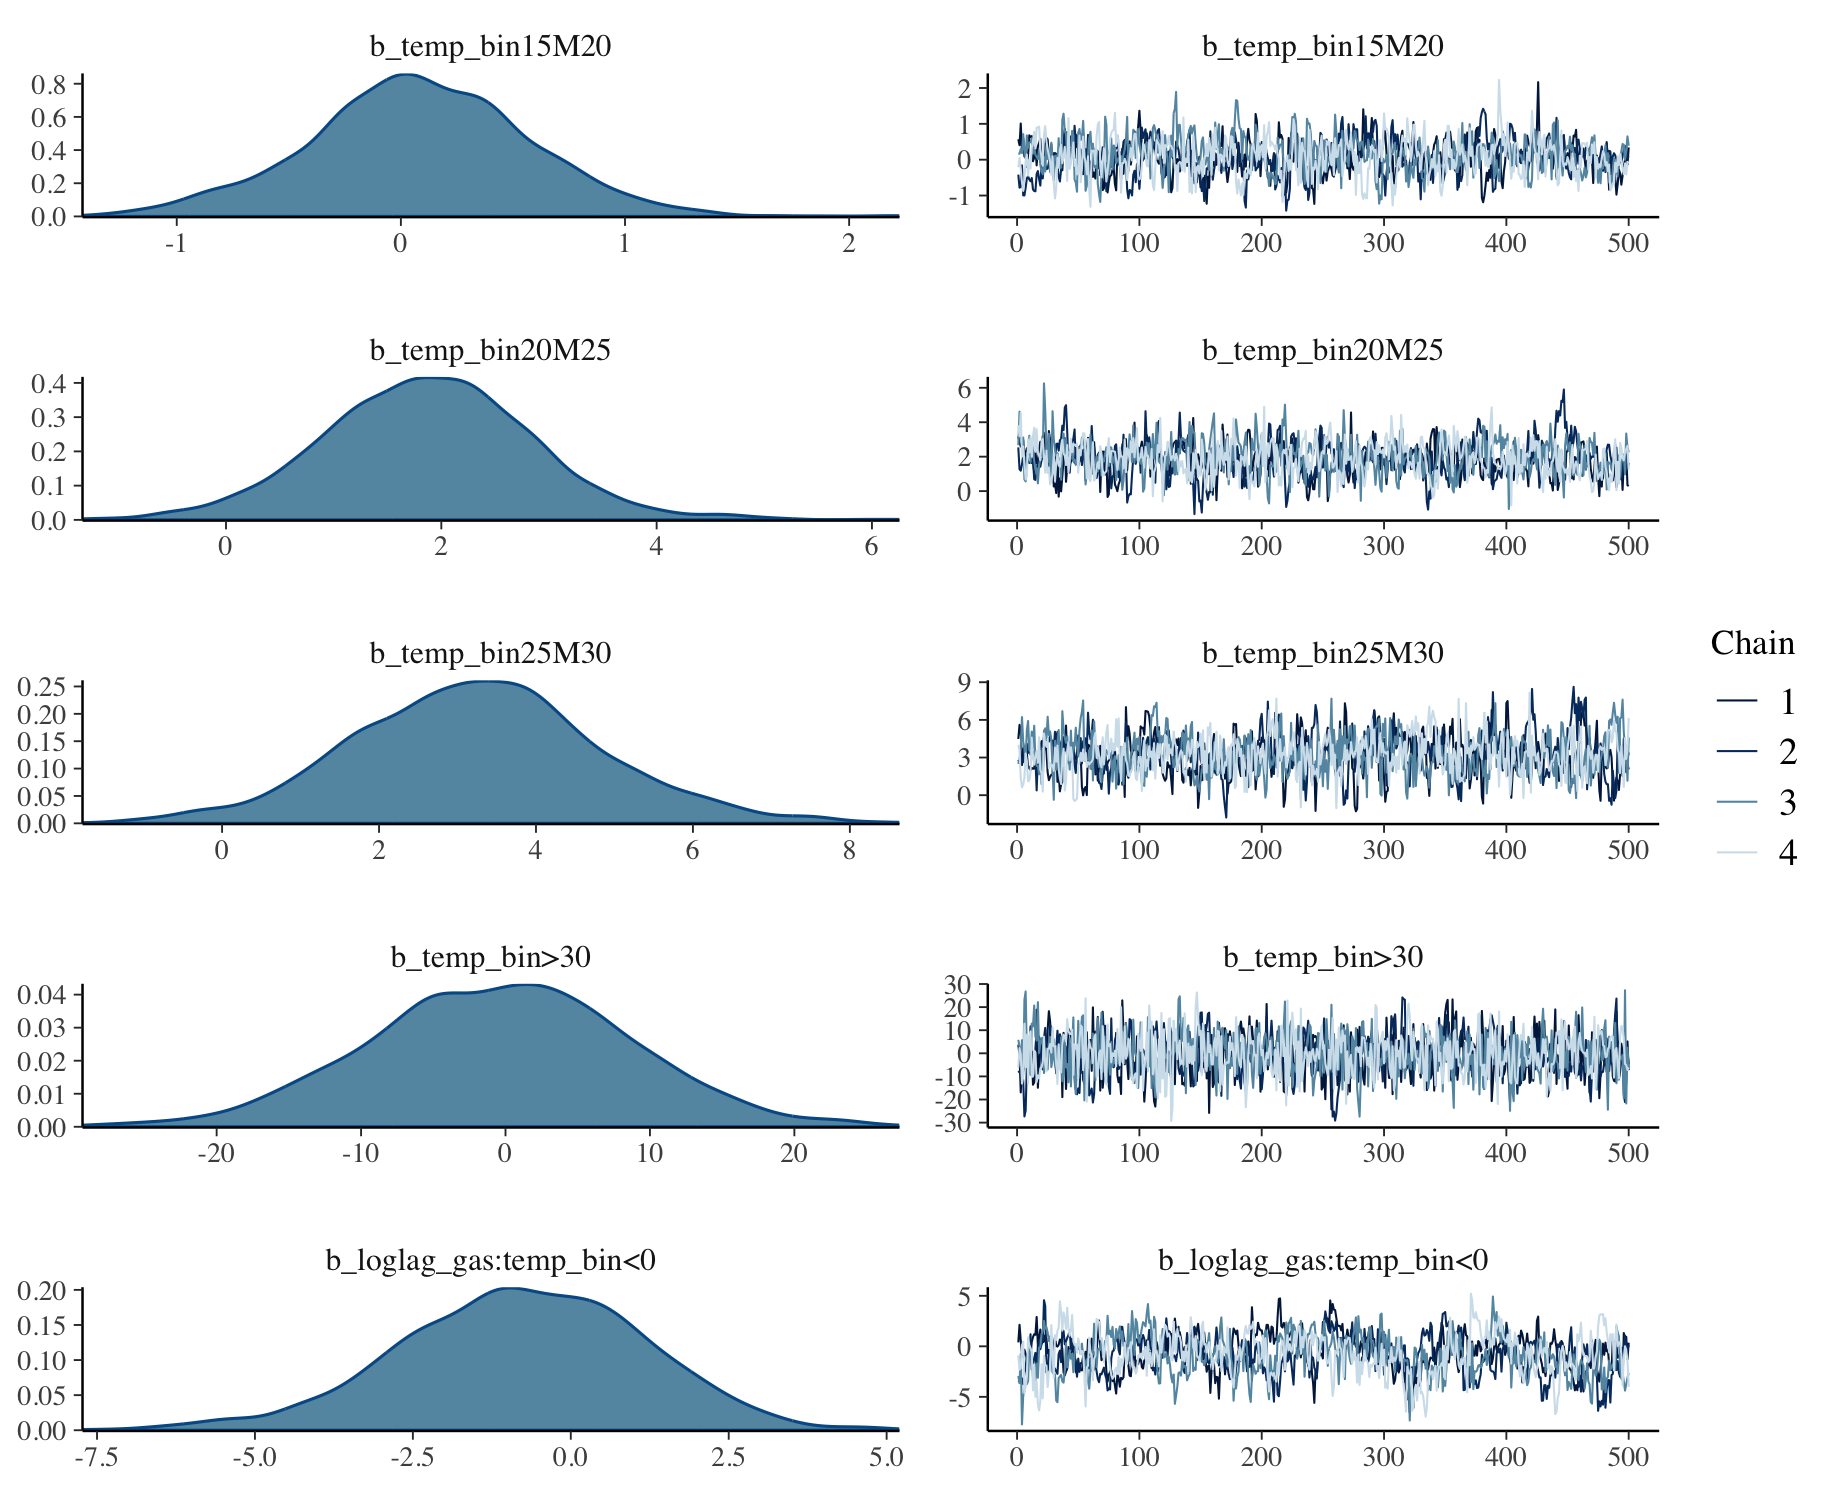 b_temp_bin15M20
0.8
0.6
0.4
0.2
0.0
-1 0 1 2
b_temp_bin15M20
2
1
0
-1
0 100 200 300 400 500
b_temp_bin20M25
0.4
0.3
0.2
0.1
0.0
0 2 4 6
b_temp_bin20M25
6
4
2
0
0 100 200 300 400 500
b_temp_bin25M30
0.25
0.20
0.15
0.10
0.05
0.00
0 2 4 6 8
b_temp_bin25M30
9
6
3
0
0 100 200 300 400 500
b_temp_bin>30
0.04
0.03
0.02
0.01
0.00
-20 -10 0 10 20
b_temp_bin>30
30
20
10
0
-10
-20
-30
0 100 200 300 400 500
b_loglag_gas:temp_bin<0
0.20
0.15
0.10
0.05
0.00
-7.5 -5.0 -2.5 0.0 2.5 5.0
b_loglag_gas:temp_bin<0
5
0
-5
0 100 200 300 400 500
Chain
1
2
3
4